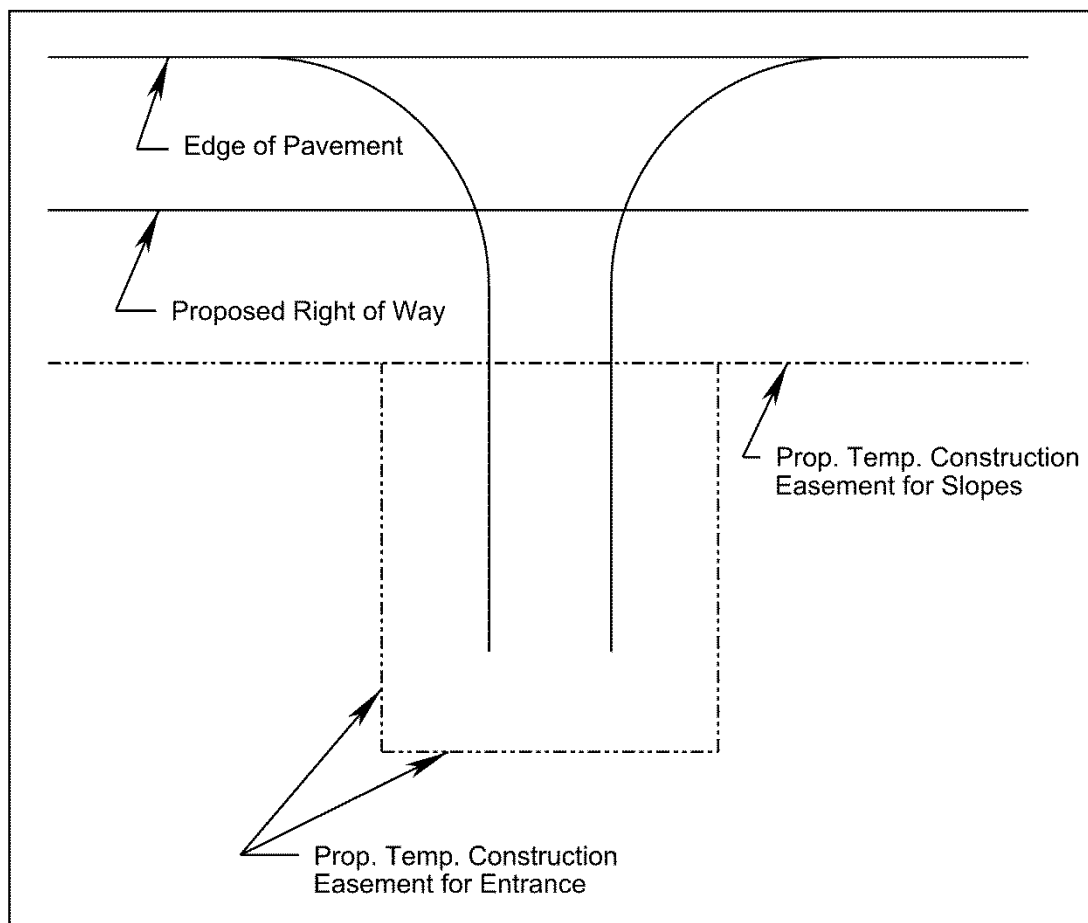 Edge of Pavement
Proposed Right of Way
Prop. Temp. Construction
Easement for Slopes
Prop. Temp. Construction
Easement for Entrance